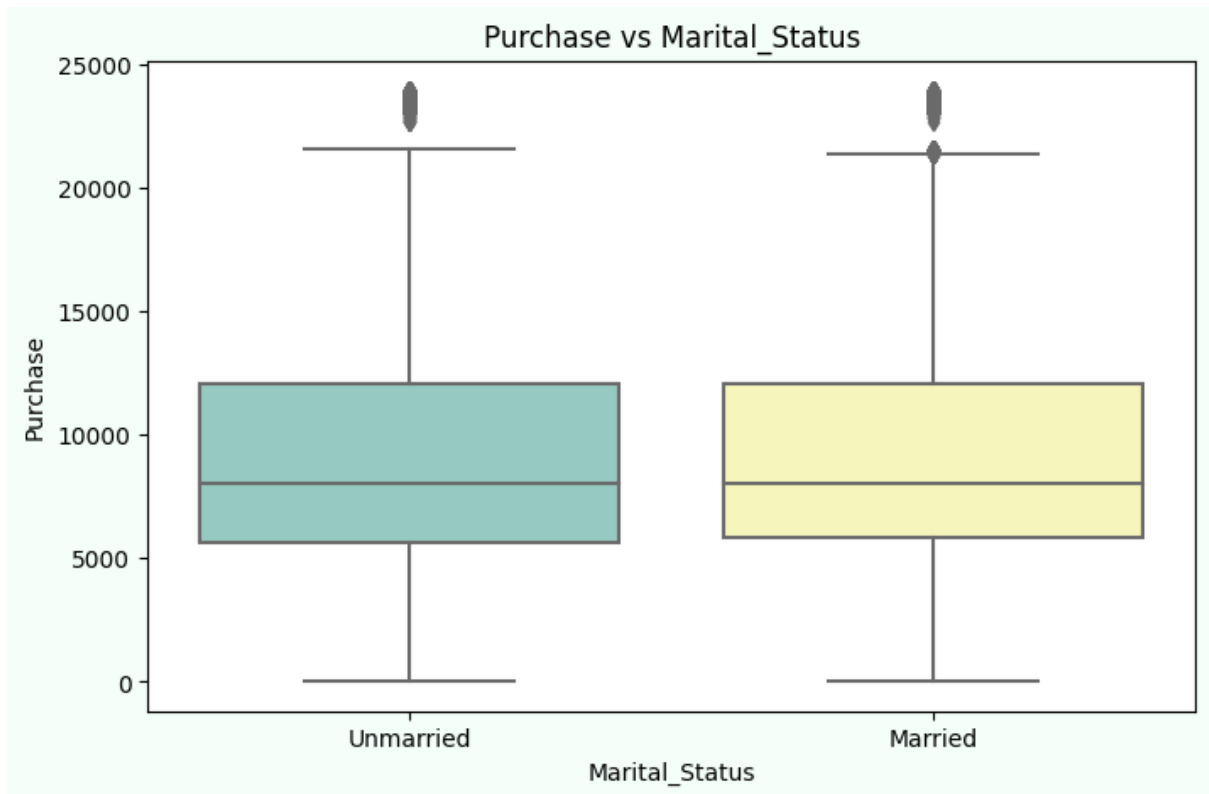 Purchase vs Marital_Status
25000
20000
15000
10000
5000
0
Purchase
Unmarried
Married
Marital_Status